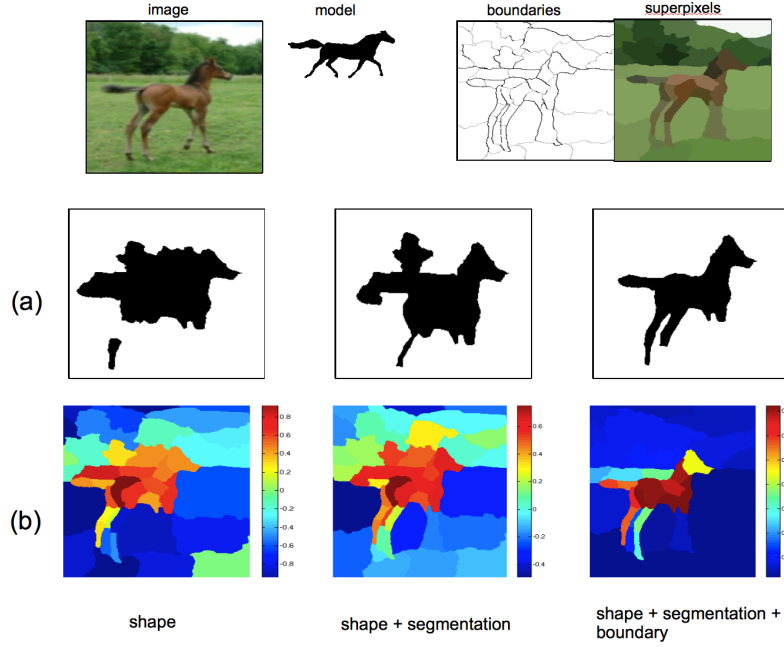 image
model
boundaries
superpixels
(a)
(b)
0.8
0.6
0.4
0.2
0
-0.2
-0.4
-0.6
-0.8
0.6
0.4
0.2
0
-0.2
-0.4
shape
shape + segmentation
shape + segmentation +
boundary